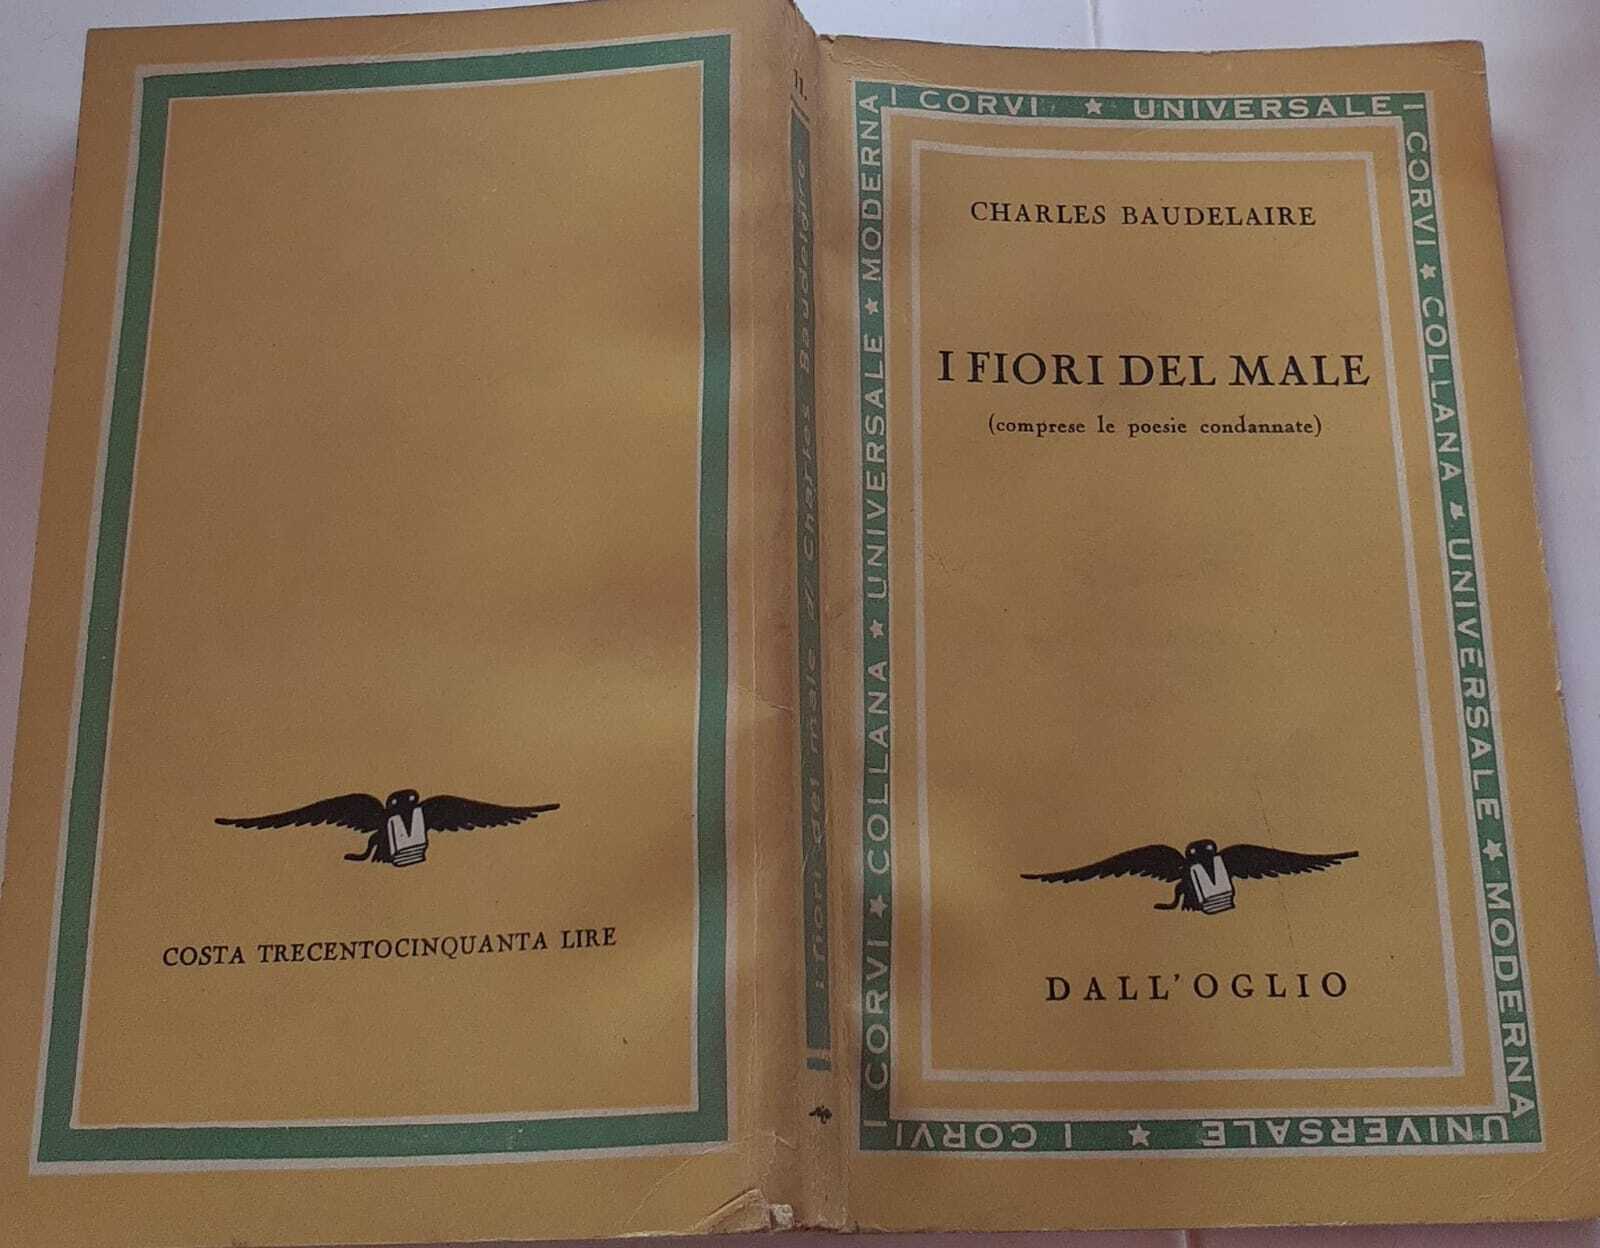 COSTA TRECENTOCINQUANTA LIRE
i fiori del male di Charles Baudelaire
I CORVI ★ UNIVERSALE
I CORVI ★ COLLANA ★ UNIVERSALE ★ MODERNA
I CORVI ★ COLLANA ★ UNIVERSALE ★ MODERNA
I CORVI ★ UNIVERSALE
CHARLES BAUDELAIRE
I FIORI DEL MALE
(comprese le poesie condannate)
DALL'OGLIO